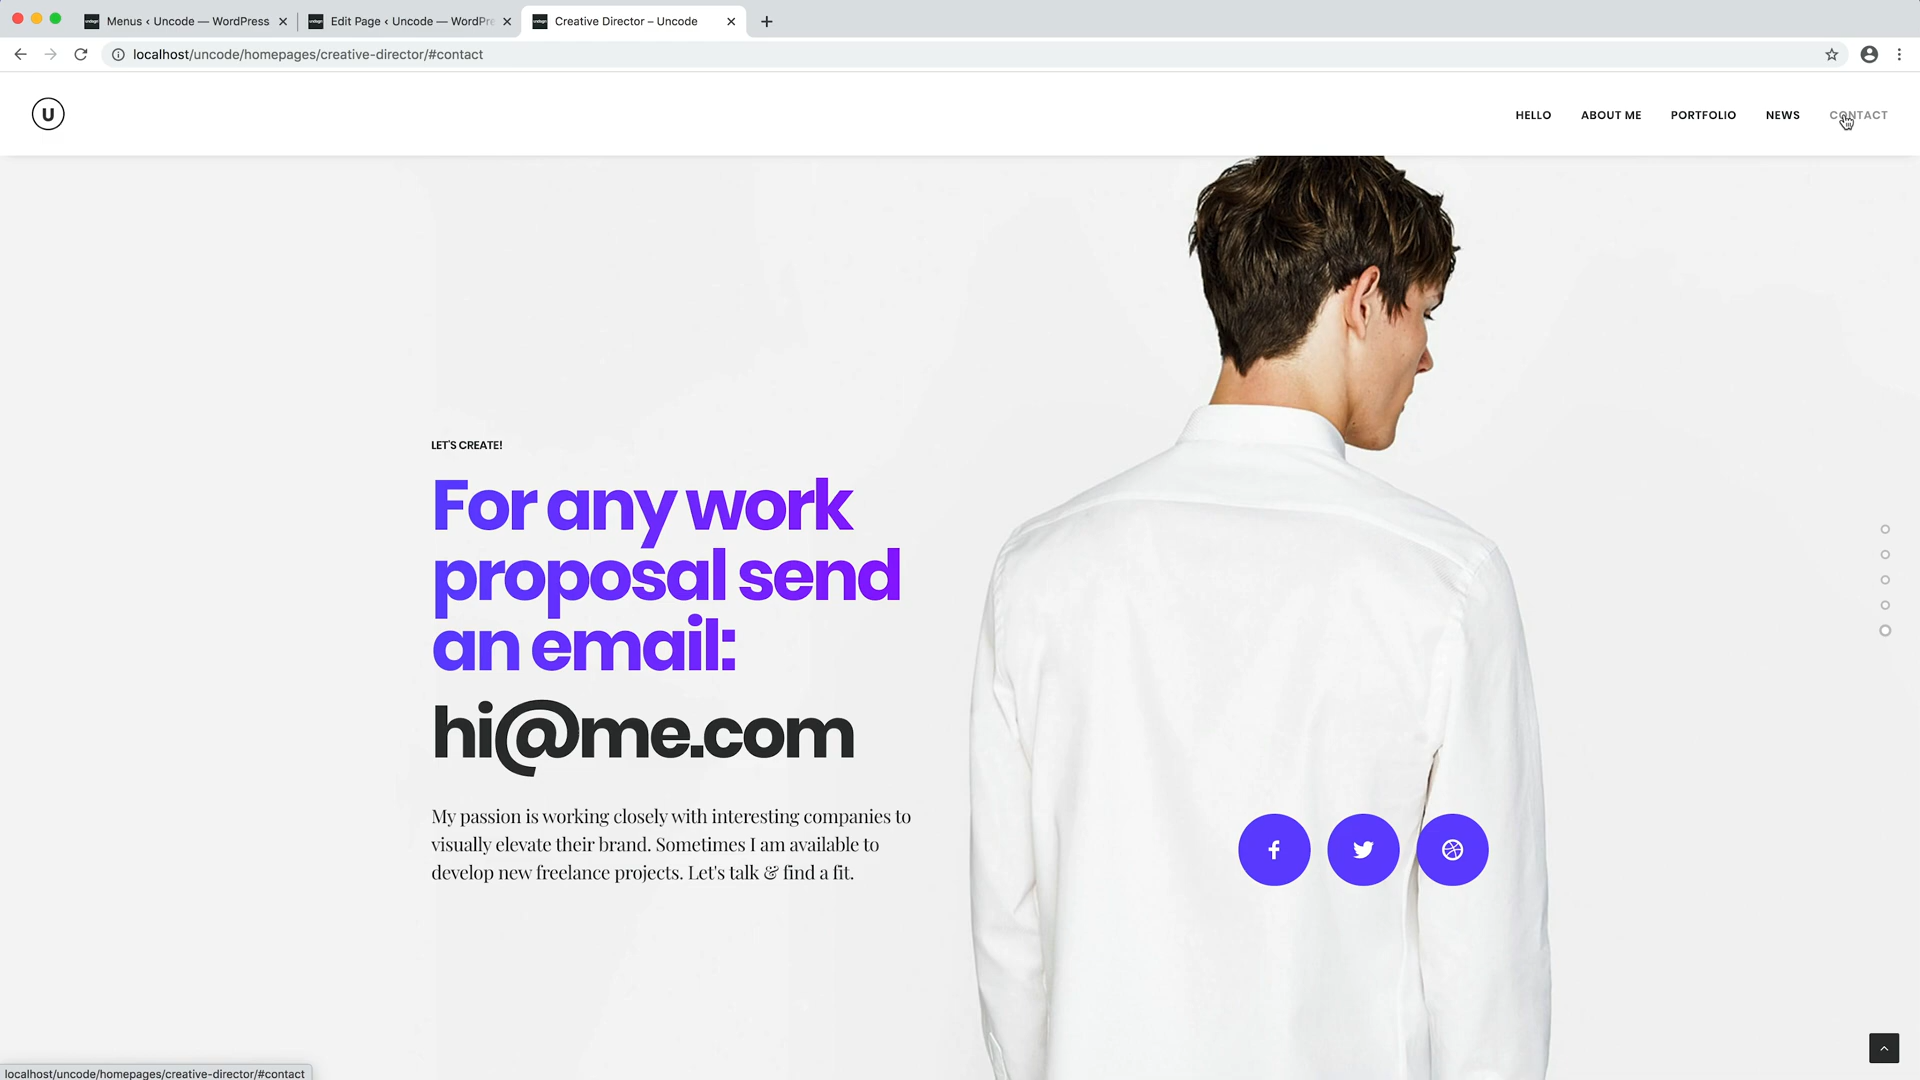 Menus ‹ Uncode — WordPress
Edit Page ‹ Uncode — WordPre
Creative Director – Uncode
localhost/uncode/homepages/creative-director/#contact
U
HELLO
ABOUT ME
PORTFOLIO
NEWS
CONTACT
LET'S CREATE!
For any work
proposal send
an email:
hi@me.com
My passion is working closely with interesting companies to
visually elevate their brand. Sometimes I am available to
develop new freelance projects. Let's talk & find a fit.
localhost/uncode/homepages/creative-director/#contact